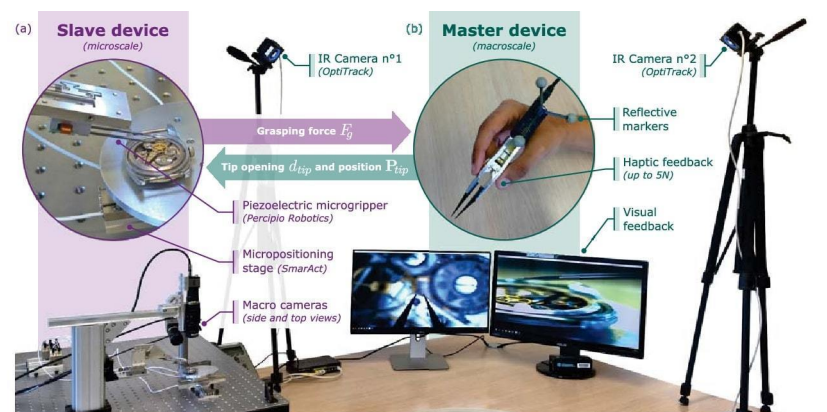 (a)
Slave device
(microscale)
(b)
Master device
(macroscale)
IR Camera n°1
(OptiTrack)
IR Camera n°2
(OptiTrack)
Grasping force F_g
Tip opening d_tip and position P_tip
Reflective
markers
Haptic feedback
(up to 5N)
Visual
feedback
Piezoelectric microgripper
(Percipio Robotics)
Micropositioning
stage (SmarAct)
Macro cameras
(side and top views)